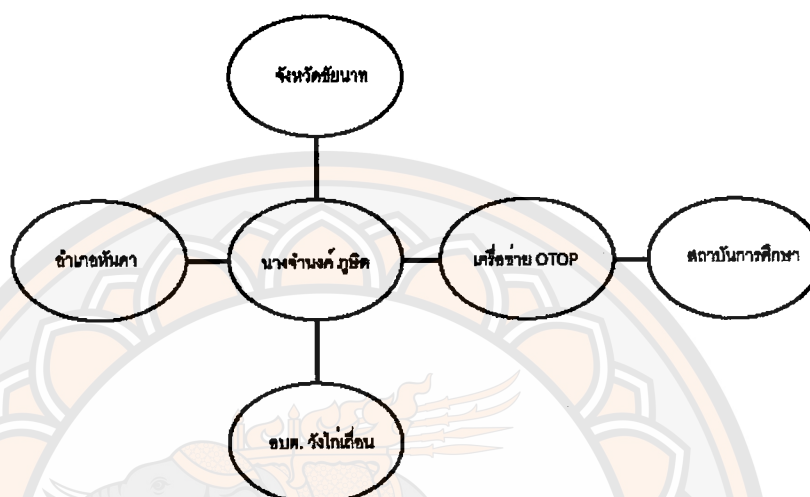 จังหวัดชัยนาท
อำเภอหันคา
นางจำนงค์ ภูษิต
เครือข่าย OTOP
สถาบันการศึกษา
อบต. วังไก่เถื่อน